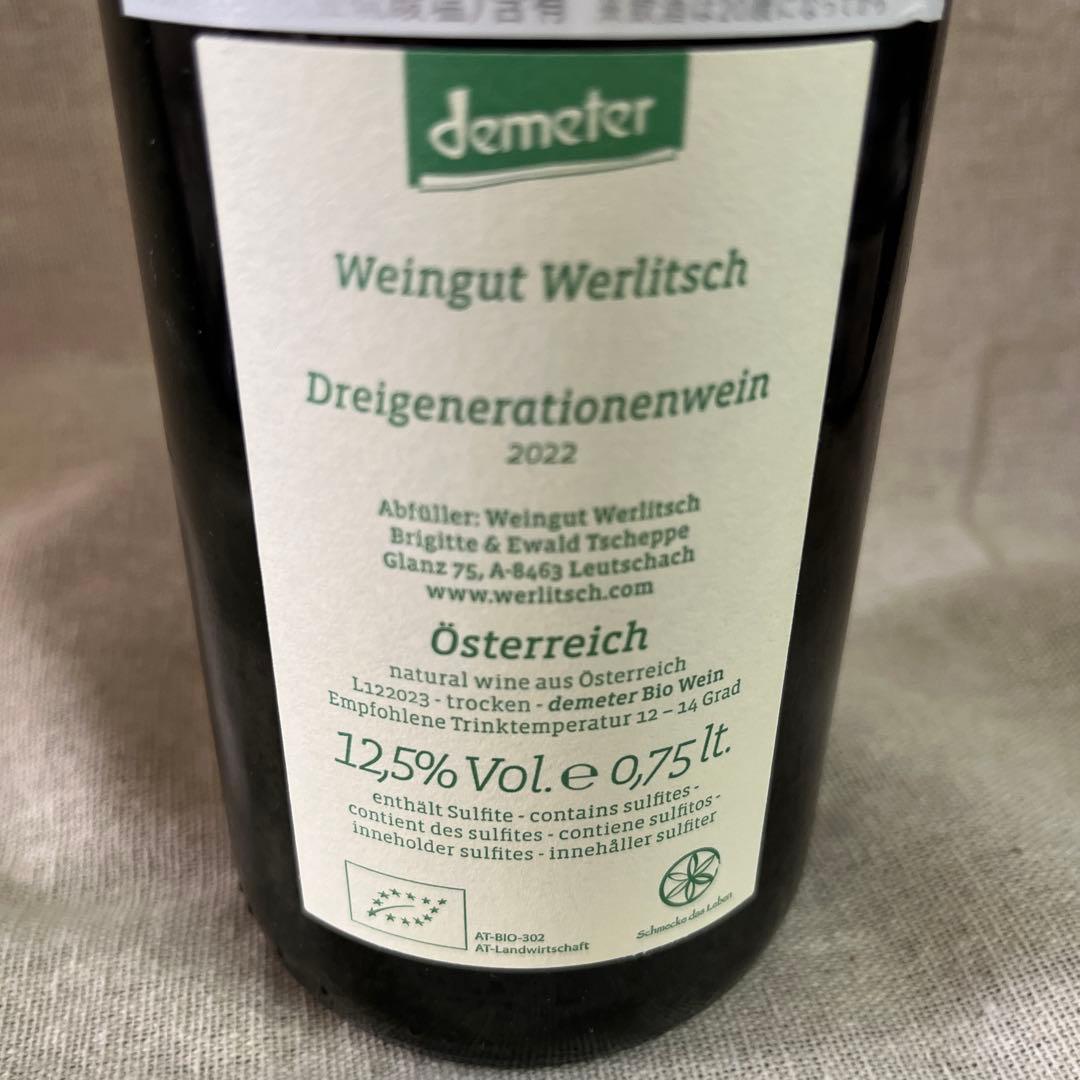 demeter
Weingut Werlitsch
Dreigenerationenwein
2022
Abfüller: Weingut Werlitsch
Brigitte & Ewald Tscheppe
Glanz 75, A-8463 Leutschach
www.werlitsch.com
Österreich
natural wine aus Österreich
L122023 - trocken - demeter Bio Wein
Empfohlene Trinktemperatur 12 – 14 Grad
12,5% Vol. e 0,75 lt.
enthält Sulfite - contains sulfites -
contient des sulfites - contiene sulfitos -
inneholder sulfites - innehåller sulfiter
AT-BIO-302
AT-Landwirtschaft
Schmecke das Leben